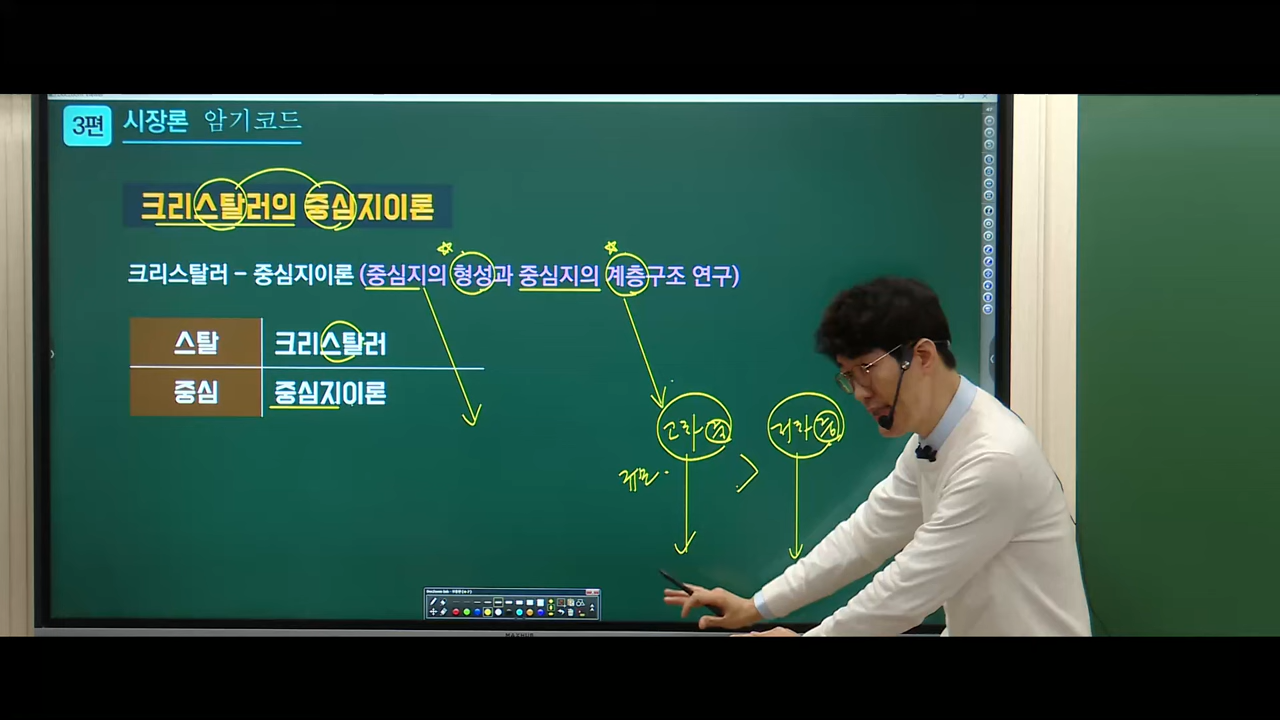 3편 시장론 암기코드
크리스탈러의 중심지이론
크리스탈러 - 중심지이론 (중심지의 형성과 중심지의 계층구조 연구)
스탈 크리스탈러
중심 중심지이론
고차 저차
규모 >